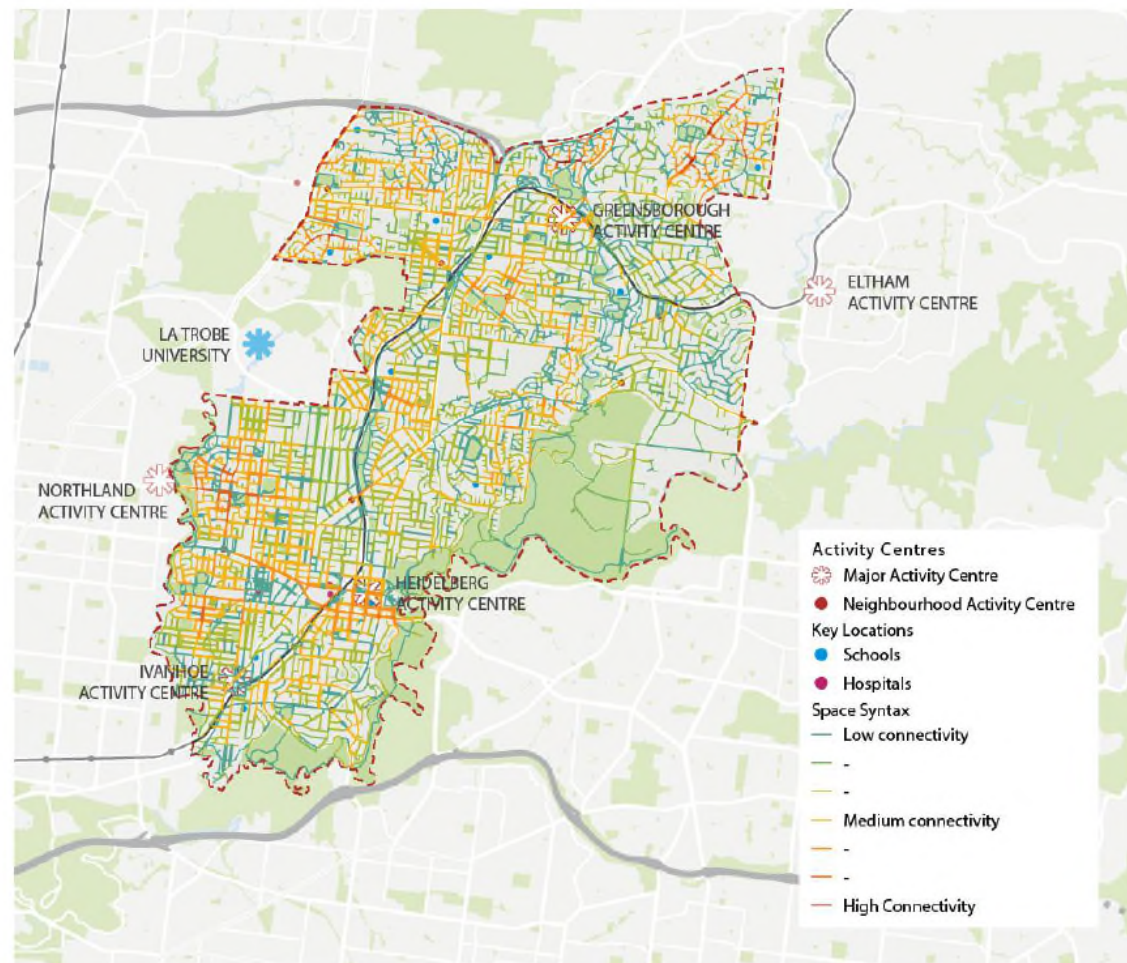 GREENSBOROUGH
ACTIVITY CENTRE
ELTHAM
ACTIVITY CENTRE
LA TROBE
UNIVERSITY
NORTHLAND
ACTIVITY CENTRE
HEIDELBERG
ACTIVITY CENTRE
IVANHOE
ACTIVITY CENTRE
Activity Centres
Major Activity Centre
Neighbourhood Activity Centre
Key Locations
Schools
Hospitals
Space Syntax
Low connectivity
-
-
Medium connectivity
-
-
High Connectivity